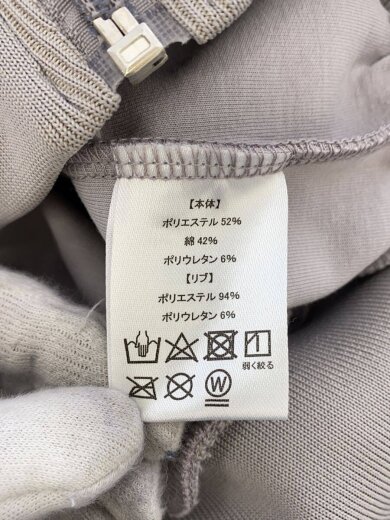 【本体】
ポリエステル 52%
綿 42%
ポリウレタン 6%
【リブ】
ポリエステル 94%
ポリウレタン 6%
弱く絞る
W